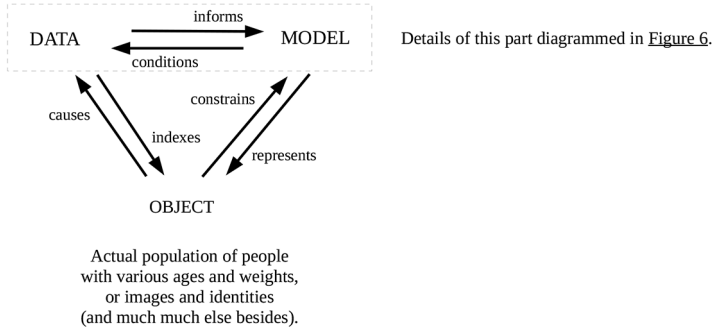 informs
DATA
MODEL
Details of this part diagrammed in Figure 6.
conditions
constrains
causes
indexes
represents
OBJECT
Actual population of people
with various ages and weights,
or images and identities
(and much much else besides).